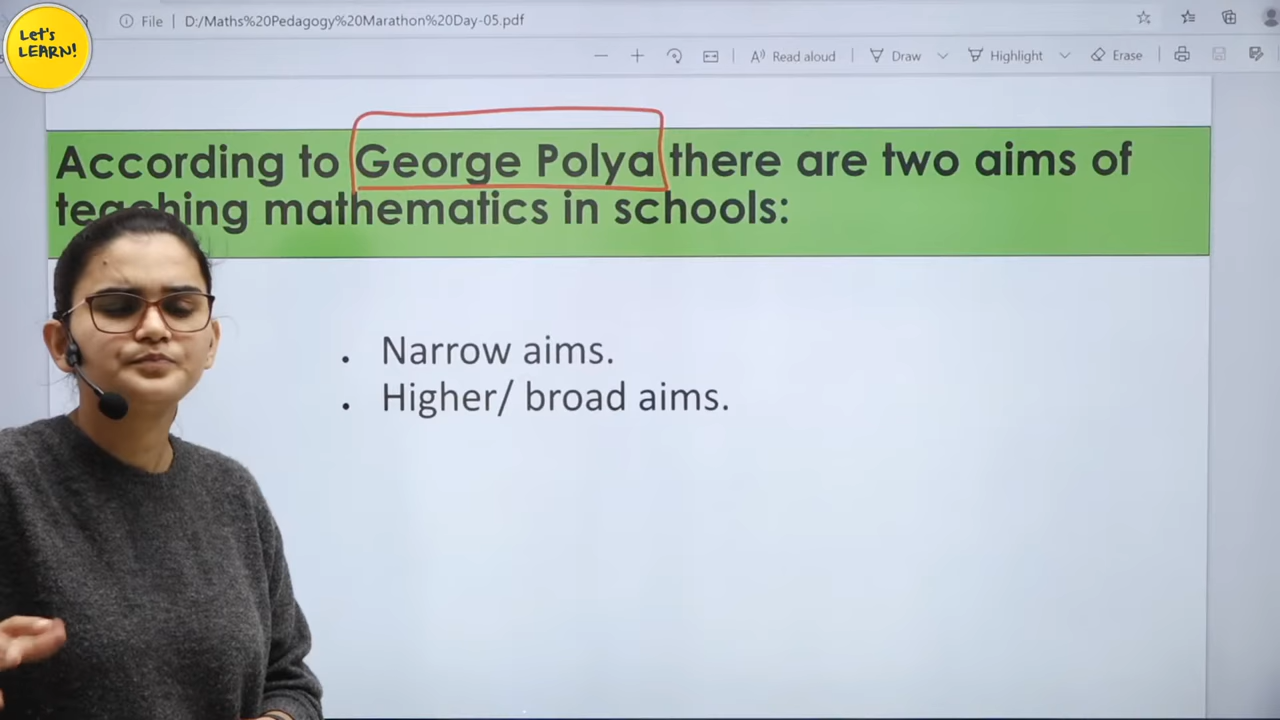 Let's
LEARN!
File
D:/Maths%20Pedagogy%20Marathon%20Day-05.pdf
Read aloud
Draw
Highlight
Erase
According to George Polya there are two aims of
teaching mathematics in schools:
• Narrow aims.
• Higher/ broad aims.